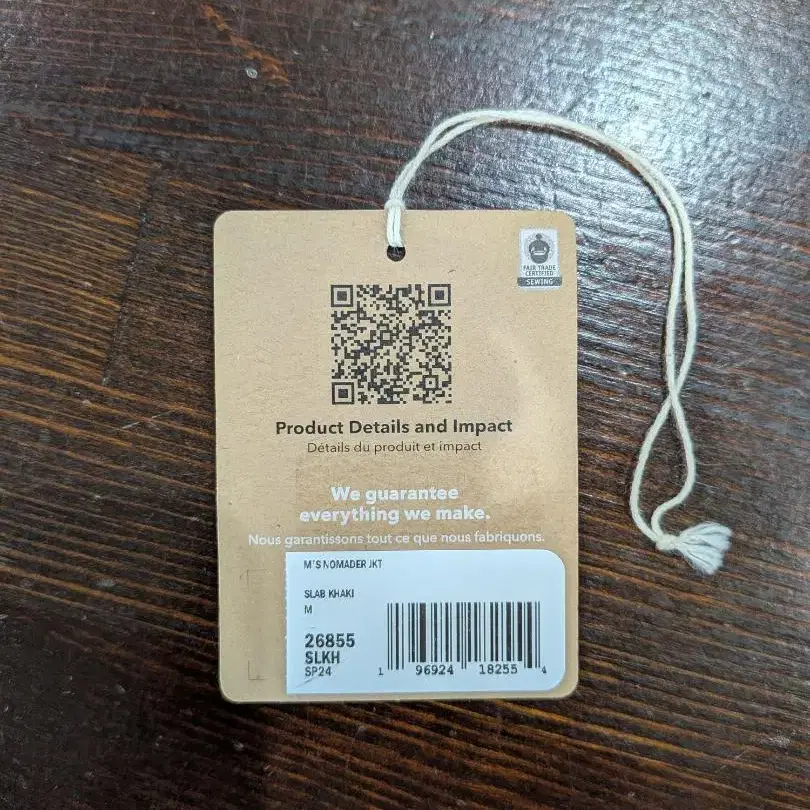 FAIR TRADE
CERTIFIED
SEWING
Product Details and Impact
Détails du produit et impact
We guarantee
everything we make.
Nous garantissons tout ce que nous fabriquons.
M'S NOMADER JKT
SLAB KHAKI
M
26855
SLKH
SP24
1 96924 18255 4